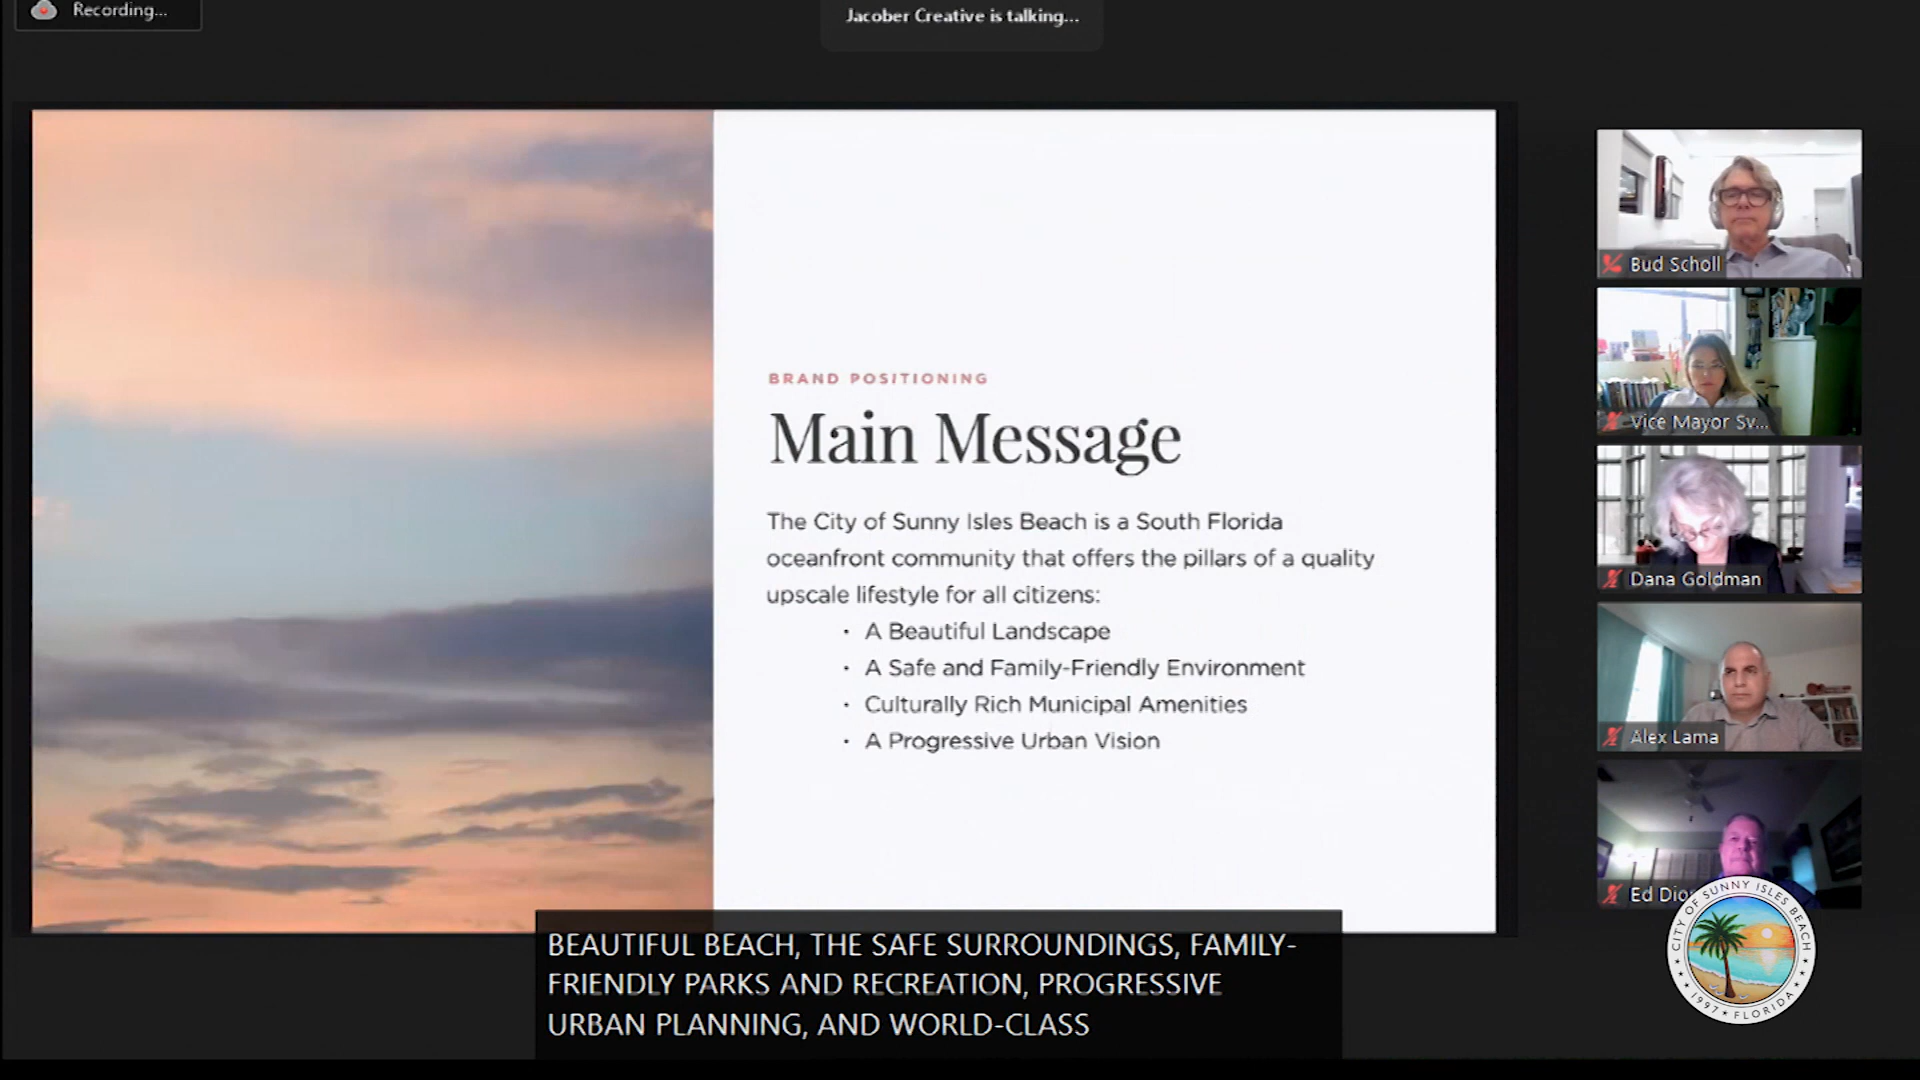 Recording...
Jacober Creative is talking...
BRAND POSITIONING
Main Message
The City of Sunny Isles Beach is a South Florida
oceanfront community that offers the pillars of a quality
upscale lifestyle for all citizens:
· A Beautiful Landscape
· A Safe and Family-Friendly Environment
· Culturally Rich Municipal Amenities
· A Progressive Urban Vision
BEAUTIFUL BEACH, THE SAFE SURROUNDINGS, FAMILY-
FRIENDLY PARKS AND RECREATION, PROGRESSIVE
URBAN PLANNING, AND WORLD-CLASS
Bud Scholl
Vice Mayor Sv...
Dana Goldman
Alex Lama
Ed
CITY OF SUNNY ISLES BEACH
1997 ★ FLORIDA